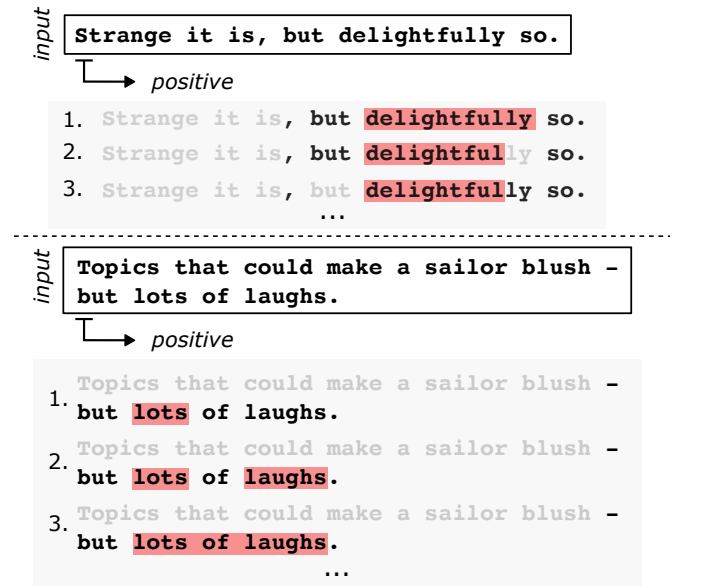 input
Strange it is, but delightfully so.
positive
1. Strange it is, but delightfully so.
2. Strange it is, but delightfully so.
3. Strange it is, but delightfully so.
...
input
Topics that could make a sailor blush –
but lots of laughs.
positive
1. Topics that could make a sailor blush –
but lots of laughs.
2. Topics that could make a sailor blush –
but lots of laughs.
3. Topics that could make a sailor blush –
but lots of laughs.
...